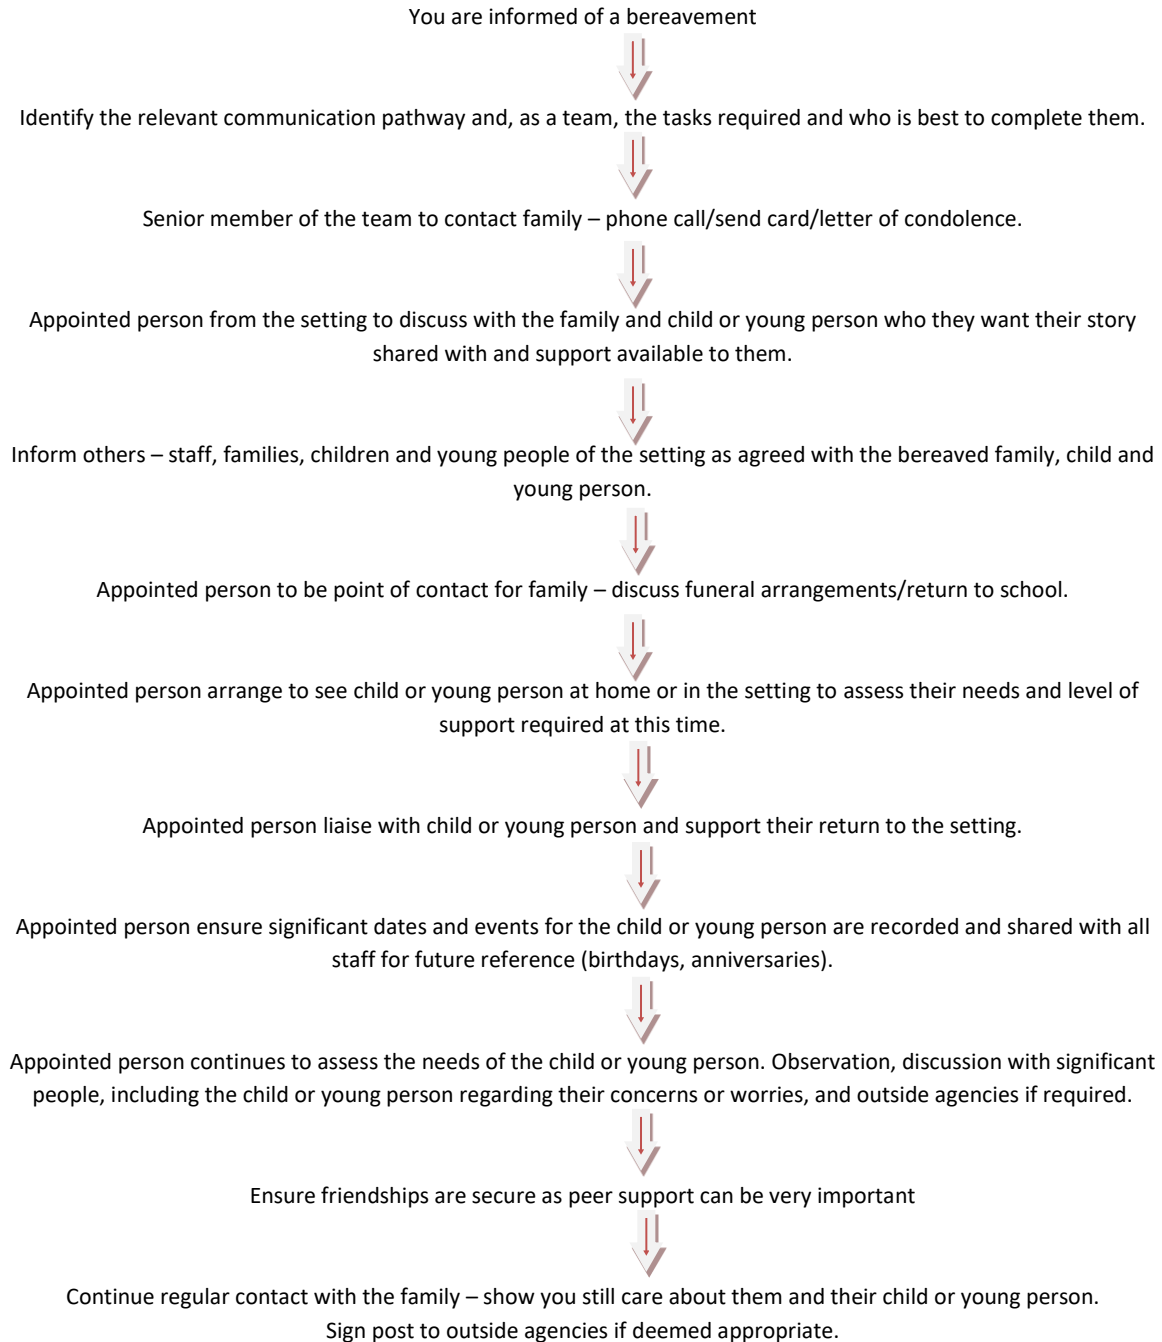 You are informed of a bereavement
Identify the relevant communication pathway and, as a team, the tasks required and who is best to complete them.
Senior member of the team to contact family – phone call/send card/letter of condolence.
Appointed person from the setting to discuss with the family and child or young person who they want their story
shared with and support available to them.
Inform others – staff, families, children and young people of the setting as agreed with the bereaved family, child and
young person.
Appointed person to be point of contact for family – discuss funeral arrangements/return to school.
Appointed person arrange to see child or young person at home or in the setting to assess their needs and level of
support required at this time.
Appointed person liaise with child or young person and support their return to the setting.
Appointed person ensure significant dates and events for the child or young person are recorded and shared with all
staff for future reference (birthdays, anniversaries).
Appointed person continues to assess the needs of the child or young person. Observation, discussion with significant
people, including the child or young person regarding their concerns or worries, and outside agencies if required.
Ensure friendships are secure as peer support can be very important
Continue regular contact with the family – show you still care about them and their child or young person.
Sign post to outside agencies if deemed appropriate.